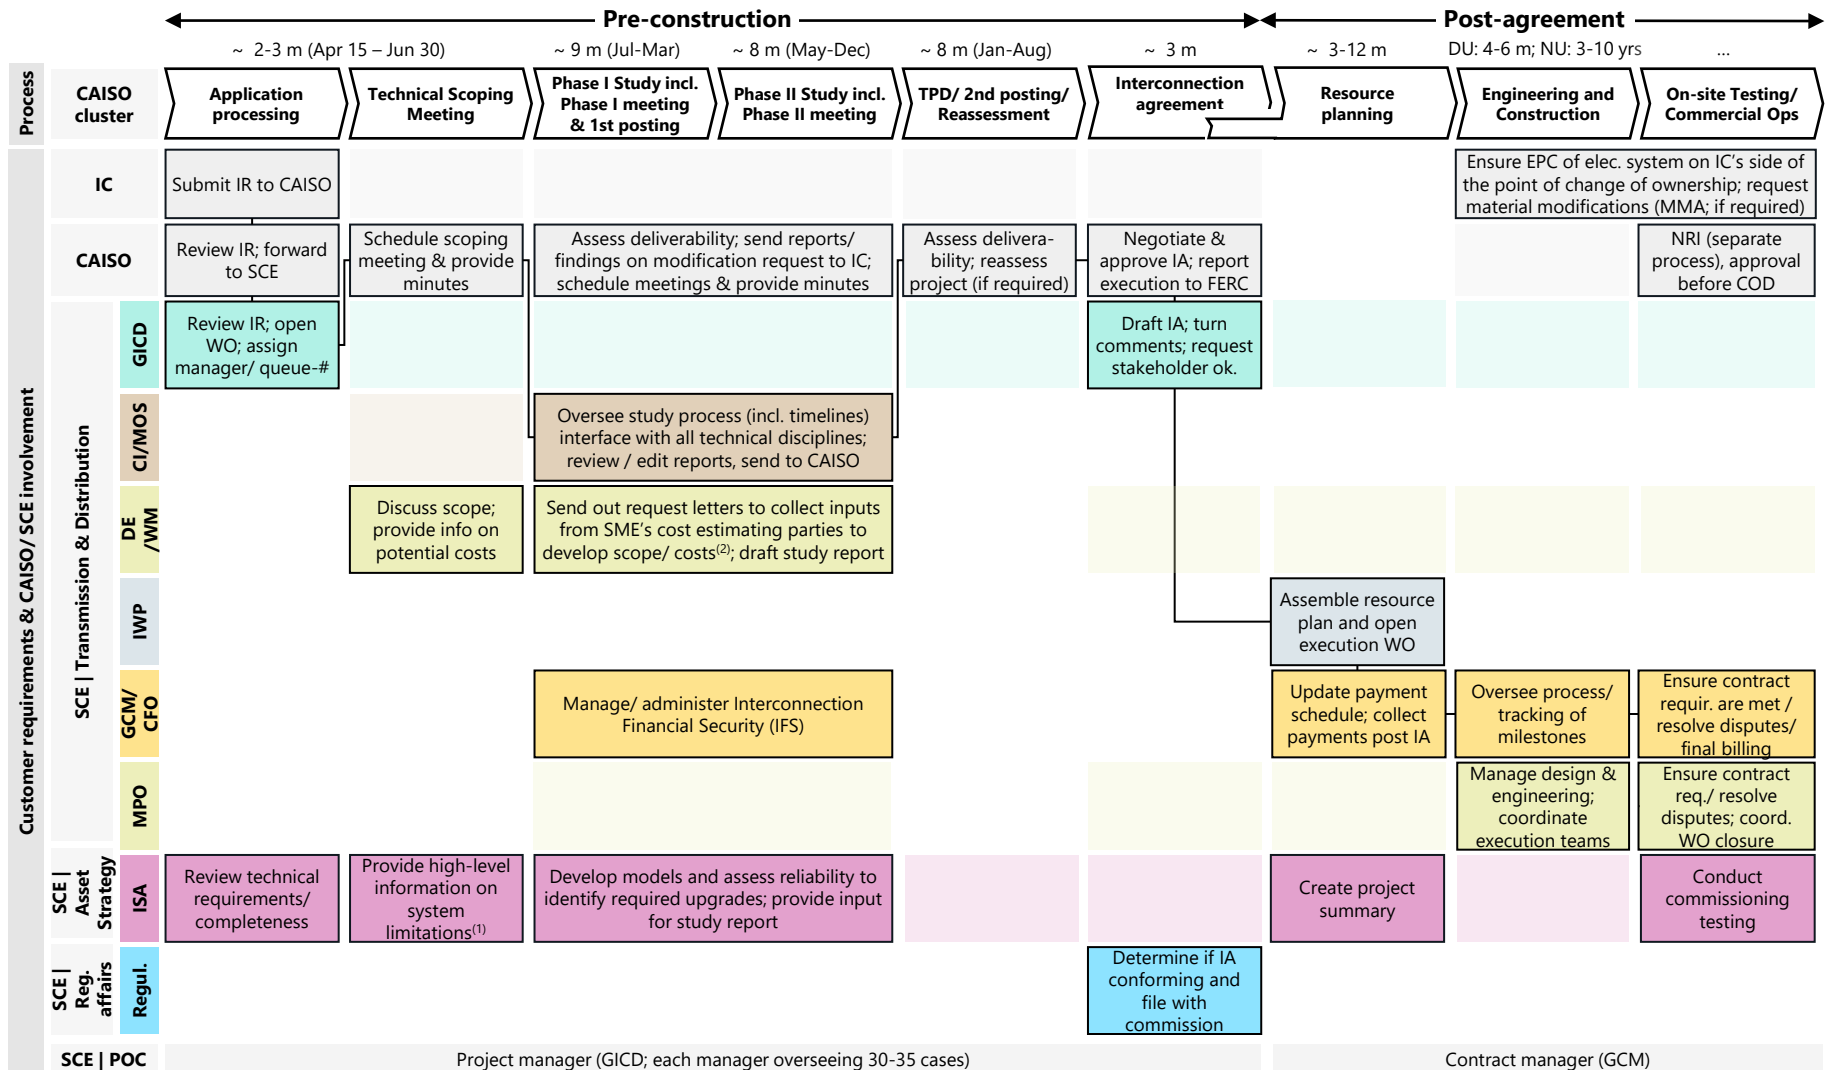 Pre-construction
Post-agreement
~ 2-3 m (Apr 15 – Jun 30)
~ 9 m (Jul-Mar)
~ 8 m (May-Dec)
~ 8 m (Jan-Aug)
~ 3 m
~ 3-12 m
DU: 4-6 m; NU: 3-10 yrs
...
Process
CAISO
cluster
Application
processing
Technical Scoping
Meeting
Phase I Study incl.
Phase I meeting
& 1st posting
Phase II Study incl.
Phase II meeting
TPD/ 2nd posting/
Reassessment
Interconnection
agreement
Resource
planning
Engineering and
Construction
On-site Testing/
Commercial Ops
Customer requirements & CAISO/ SCE involvement
IC
Submit IR to CAISO
Ensure EPC of elec. system on IC's side of
the point of change of ownership; request
material modifications (MMA; if required)
CAISO
Review IR; forward
to SCE
Schedule scoping
meeting & provide
minutes
Assess deliverability; send reports/
findings on modification request to IC;
schedule meetings & provide minutes
Assess delivera-
bility; reassess
project (if required)
Negotiate &
approve IA; report
execution to FERC
NRI (separate
process), approval
before COD
SCE | Transmission & Distribution
GICD
Review IR; open
WO; assign
manager/ queue-#
Draft IA; turn
comments; request
stakeholder ok.
CI/MOS
Oversee study process (incl. timelines)
interface with all technical disciplines;
review / edit reports, send to CAISO
DE
/WM
Discuss scope;
provide info on
potential costs
Send out request letters to collect inputs
from SME's cost estimating parties to
develop scope/ costs(2); draft study report
IWP
Assemble resource
plan and open
execution WO
GCM/
CFO
Manage/ administer Interconnection
Financial Security (IFS)
Update payment
schedule; collect
payments post IA
Oversee process/
tracking of
milestones
Ensure contract
requir. are met /
resolve disputes/
final billing
MPO
Manage design &
engineering;
coordinate
execution teams
Ensure contract
req./ resolve
disputes; coord.
WO closure
SCE |
Asset
Strategy
ISA
Review technical
requirements/
completeness
Provide high-level
information on
system
limitations(1)
Develop models and assess reliability to
identify required upgrades; provide input
for study report
Create project
summary
Conduct
commissioning
testing
SCE |
Reg.
affairs
Regul.
Determine if IA
conforming and
file with
commission
SCE | POC
Project manager (GICD; each manager overseeing 30-35 cases)
Contract manager (GCM)